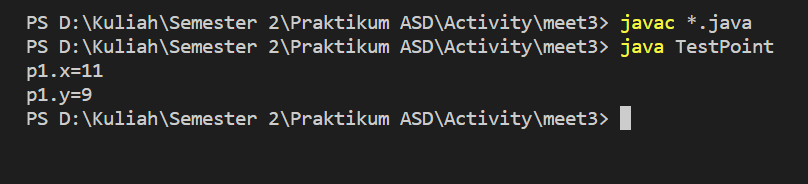 PS D:\Kuliah\Semester 2\Praktikum ASD\Activity\meet3> javac *.java
PS D:\Kuliah\Semester 2\Praktikum ASD\Activity\meet3> java TestPoint
p1.x=11
p1.y=9
PS D:\Kuliah\Semester 2\Praktikum ASD\Activity\meet3>